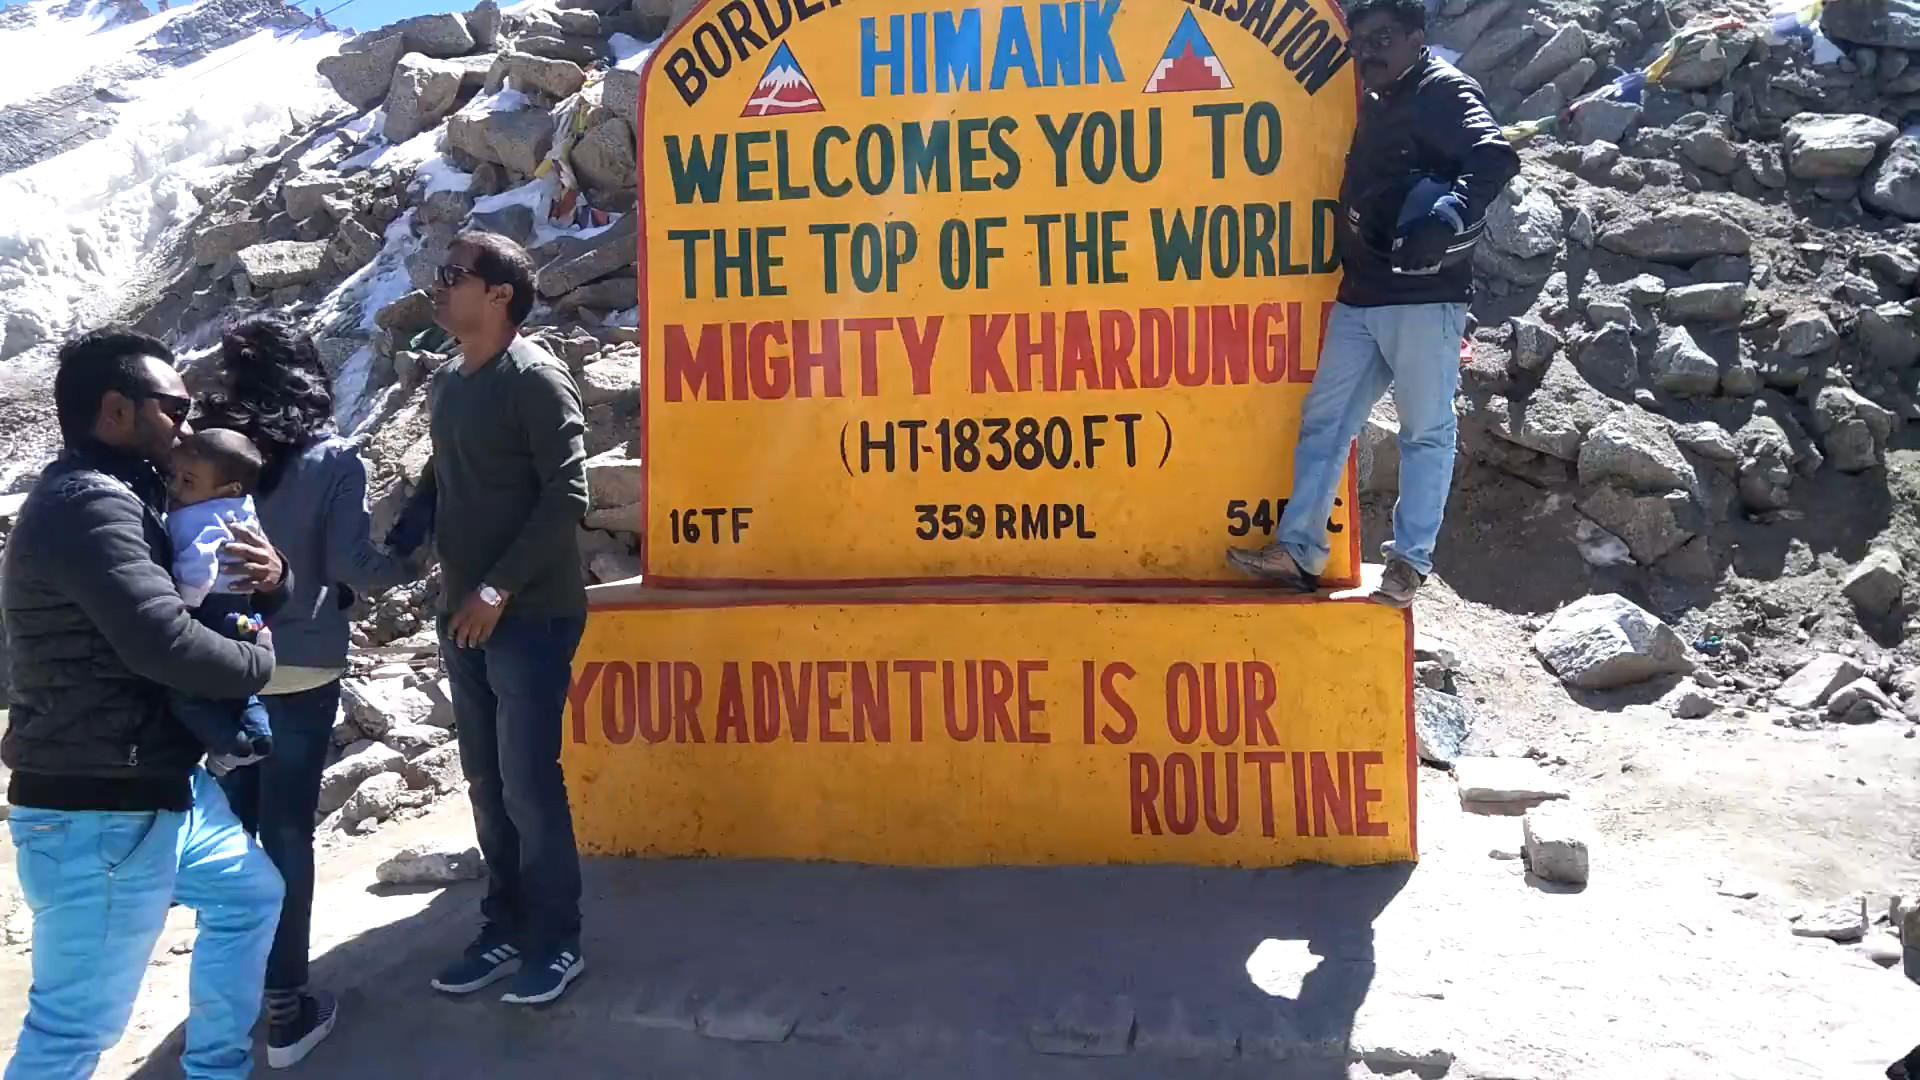 HIMANK
WELCOMES YOU TO
THE TOP OF THE WORLD
MIGHTY
(HT-18380.FT)
16TF 359 RMPL
YOUR ADVENTURE IS OUR
ROUTINE